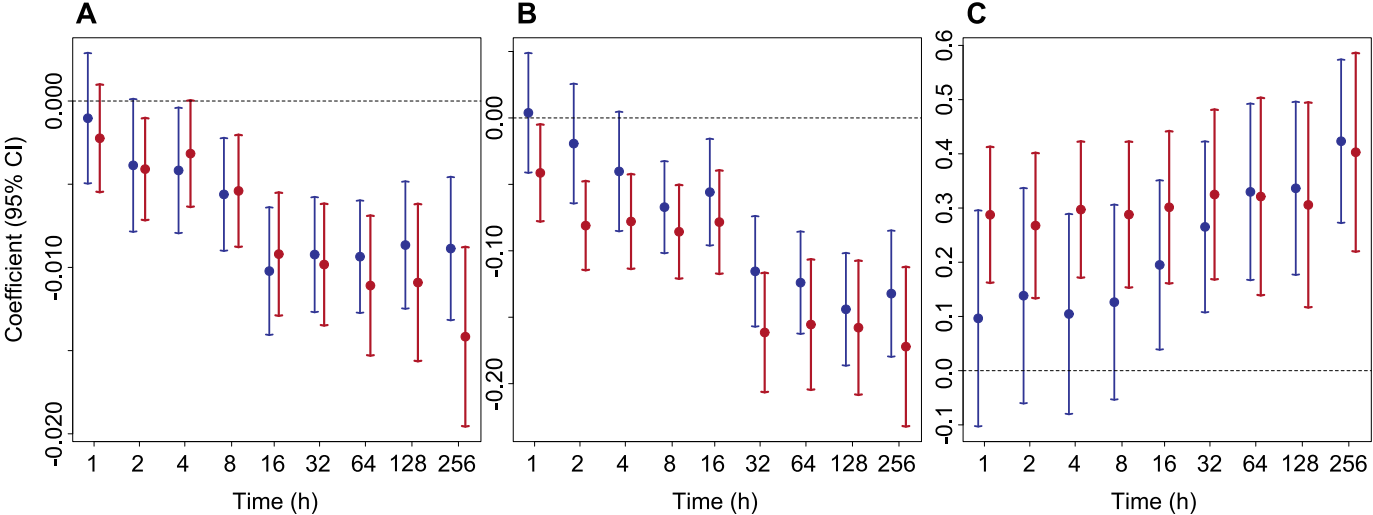 A
B
C
Coefficient (95% CI)
0.000
-0.010
-0.020
1 2 4 8 16 32 64 128 256
Time (h)
0.00
-0.10
-0.20
1 2 4 8 16 32 64 128 256
Time (h)
0.6
0.5
0.4
0.3
0.2
0.1
0.0
-0.1
1 2 4 8 16 32 64 128 256
Time (h)